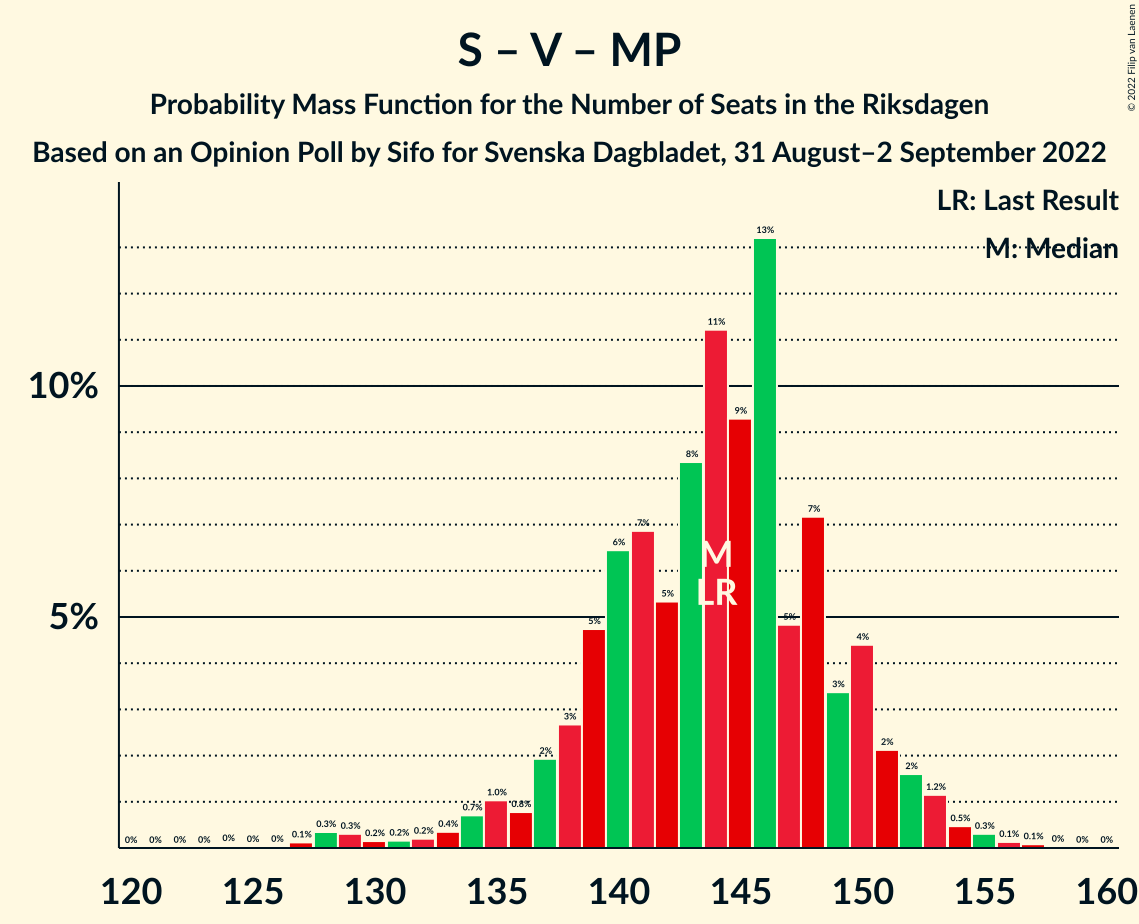 © 2022 Filip van Laenen
S – V – MP
Probability Mass Function for the Number of Seats in the Riksdagen
Based on an Opinion Poll by Sifo for Svenska Dagbladet, 31 August–2 September 2022
LR: Last Result
M: Median
10%
5%
0% 0% 0% 0% 0% 0% 0% 0.1% 0.3% 0.3% 0.2% 0.2% 0.2% 0.4% 0.7% 1.0% 0.8% 2% 3% 5% 6% 7% 5% 8% 11% 9% 13% 5% 7% 3% 4% 2% 2% 1.2% 0.5% 0.3% 0.1% 0.1% 0% 0% 0%
M
LR
120 125 130 135 140 145 150 155 160